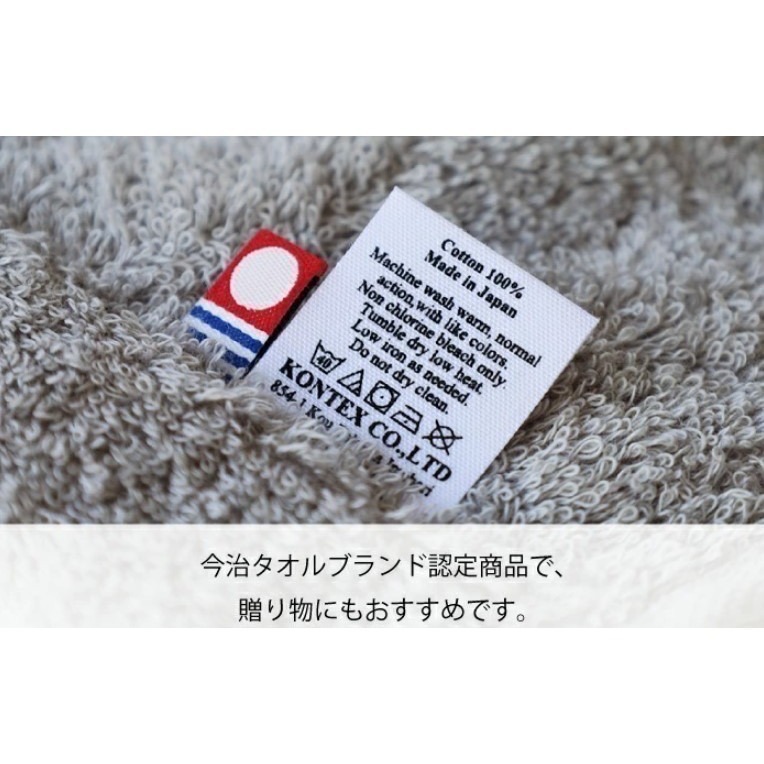 Cotton 100%
Made in Japan
Machine wash warm, normal
action, with like colors.
Non chlorine bleach only.
Tumble dry low heat.
Low iron as needed.
Do not dry clean.
40
KONTEX CO.,LTD
854-1
今治タオルブランド認定商品で、
贈り物にもおすすめです。